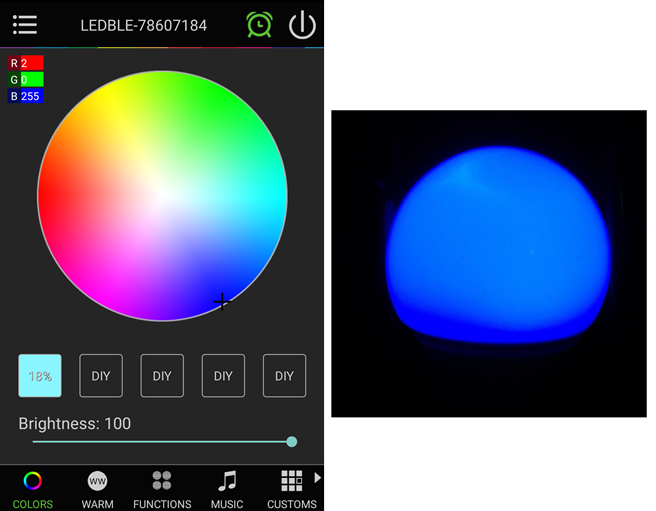 LEDBLE-78607184
R 2
G 0
B 255
18%
DIY
DIY
DIY
DIY
Brightness: 100
WW
COLORS
WARM
FUNCTIONS
MUSIC
CUSTOMS